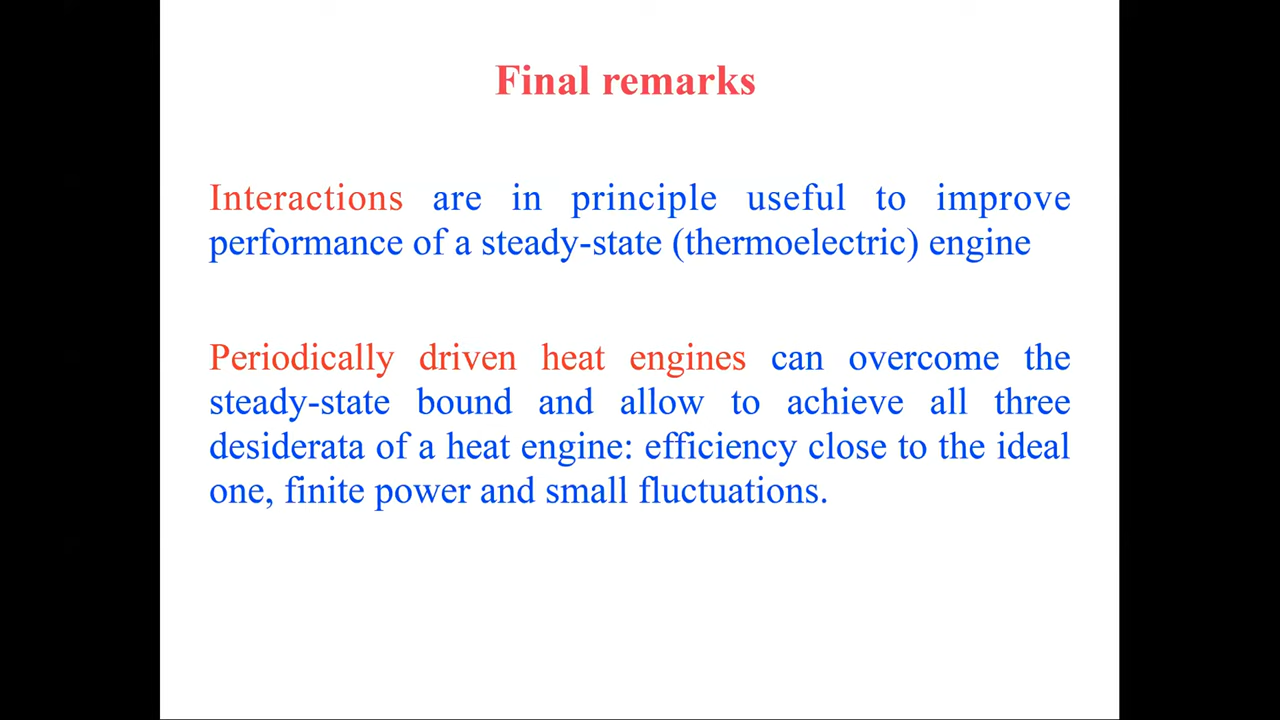 Final remarks
Interactions are in principle useful to improve
performance of a steady-state (thermoelectric) engine
Periodically driven heat engines can overcome the
steady-state bound and allow to achieve all three
desiderata of a heat engine: efficiency close to the ideal
one, finite power and small fluctuations.